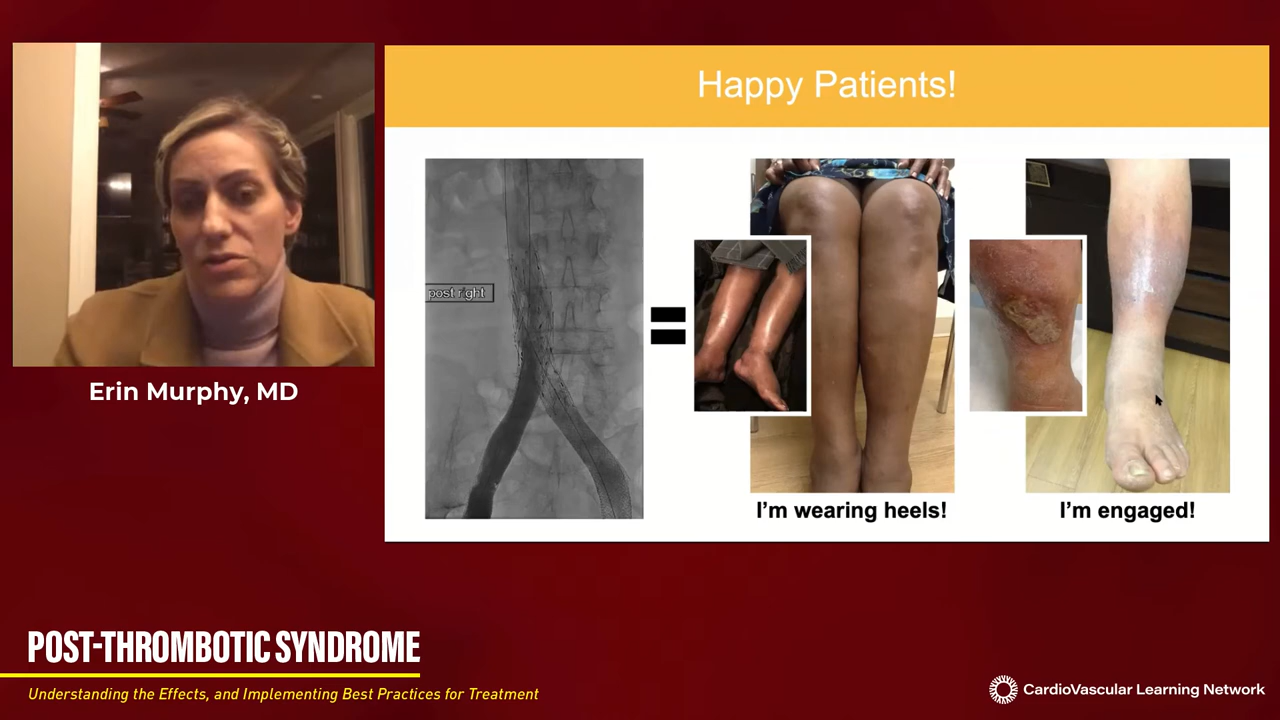 Happy Patients!
post right
I'm wearing heels!
I'm engaged!
Erin Murphy, MD
POST-THROMBOTIC SYNDROME
Understanding the Effects, and Implementing Best Practices for Treatment
CardioVascular Learning Network